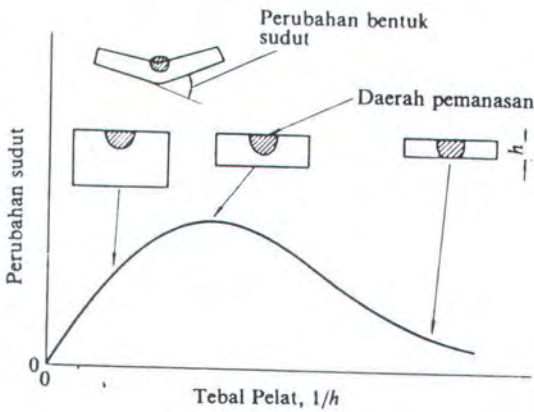 Perubahan bentuk
sudut
Daerah pemanasan
h
Perubahan sudut
0
0
Tebal Pelat, 1/h